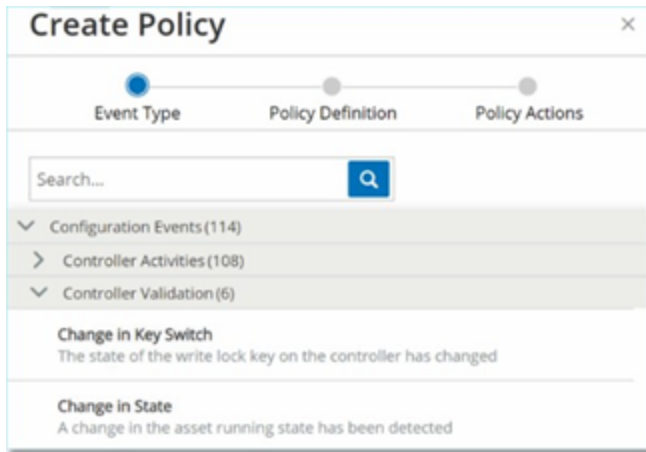 Create Policy
Event Type
Policy Definition
Policy Actions
Search...
Configuration Events (114)
Controller Activities (108)
Controller Validation (6)
Change in Key Switch
The state of the write lock key on the controller has changed
Change in State
A change in the asset running state has been detected